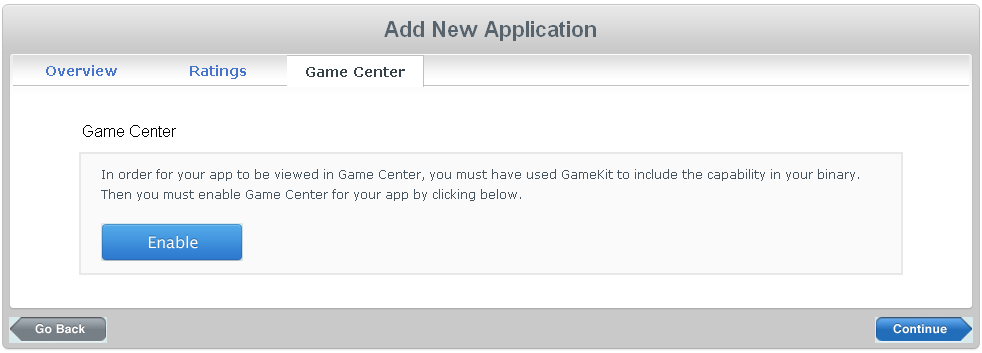 Add New Application
Overview
Ratings
Game Center
Game Center
In order for your app to be viewed in Game Center, you must have used GameKit to include the capability in your binary.
Then you must enable Game Center for your app by clicking below.
Enable
Go Back
Continue